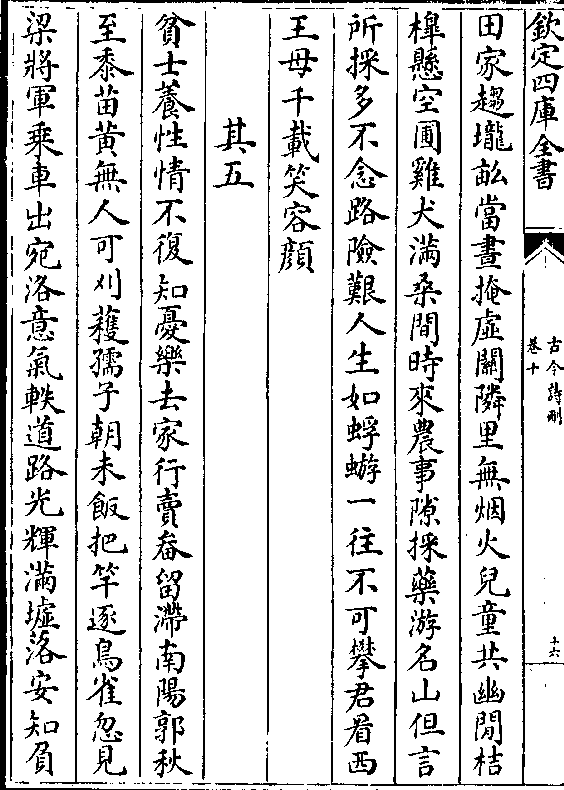 欽定四庫全書
古今詩刪
卷十
十六
田家趨壠畝當晝掩虛關隣里無烟火兒童共幽閒桔
槹懸空圃雞犬滿桑間時來農事隙採藥游名山但言
所採多不念路險艱人生如蜉蝣一往不可攀君看西
王母千載笑容顔
其五
貧士養性情不復知憂樂去家行賣畚留滯南陽郭秋
至黍苗黄無人可刈穫孺子朝未飯把竿逐鳥雀忽見
梁將軍乗車出宛洛意氣軼道路光輝滿墟落安知負